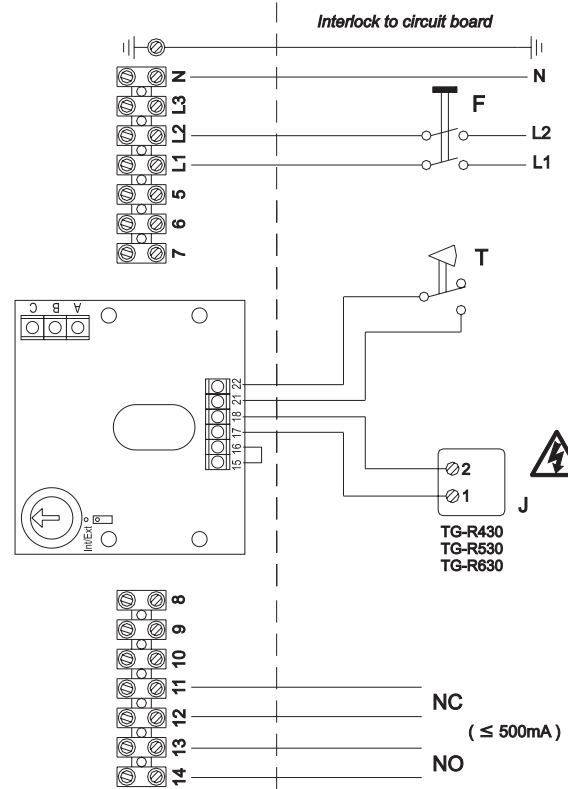 Interlock to circuit board
N
N
L3
F
L2
L2
L1
L1
5
6
7
T
C B A
22
21
18
17
16
15
2
1
J
Int/Ext
TG-R430
TG-R530
TG-R630
8
9
10
11
NC
12
( ≤ 500mA )
13
NO
14